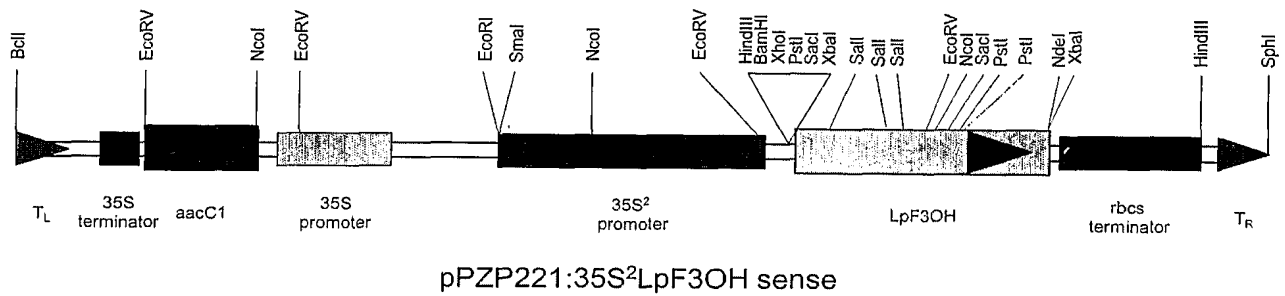 BclI
EcoRV
NcoI
EcoRV
EcoRI
SmaI
NcoI
EcoRV
HindIII
BamHI
XhoI
PstI
SacI
XbaI
SalI
SalI
SalI
EcoRV
NcoI
SacI
PstI
PstI
NdeI
XbaI
HindIII
SphI
TL
35S
terminator
aacC1
35S
promoter
35S²
promoter
LpF3OH
rbcs
terminator
TR
pPZP221:35S²LpF3OH sense